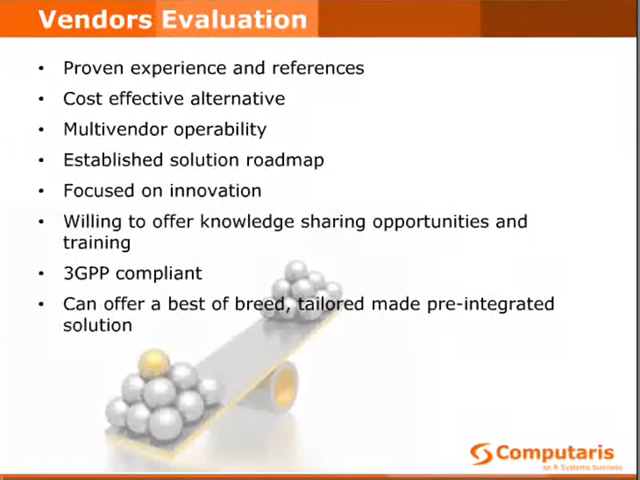 Vendors Evaluation
• Proven experience and references
• Cost effective alternative
• Multivendor operability
• Established solution roadmap
• Focused on innovation
• Willing to offer knowledge sharing opportunities and
training
• 3GPP compliant
• Can offer a best of breed, tailored made pre-integrated
solution
Computaris
an R Systems business